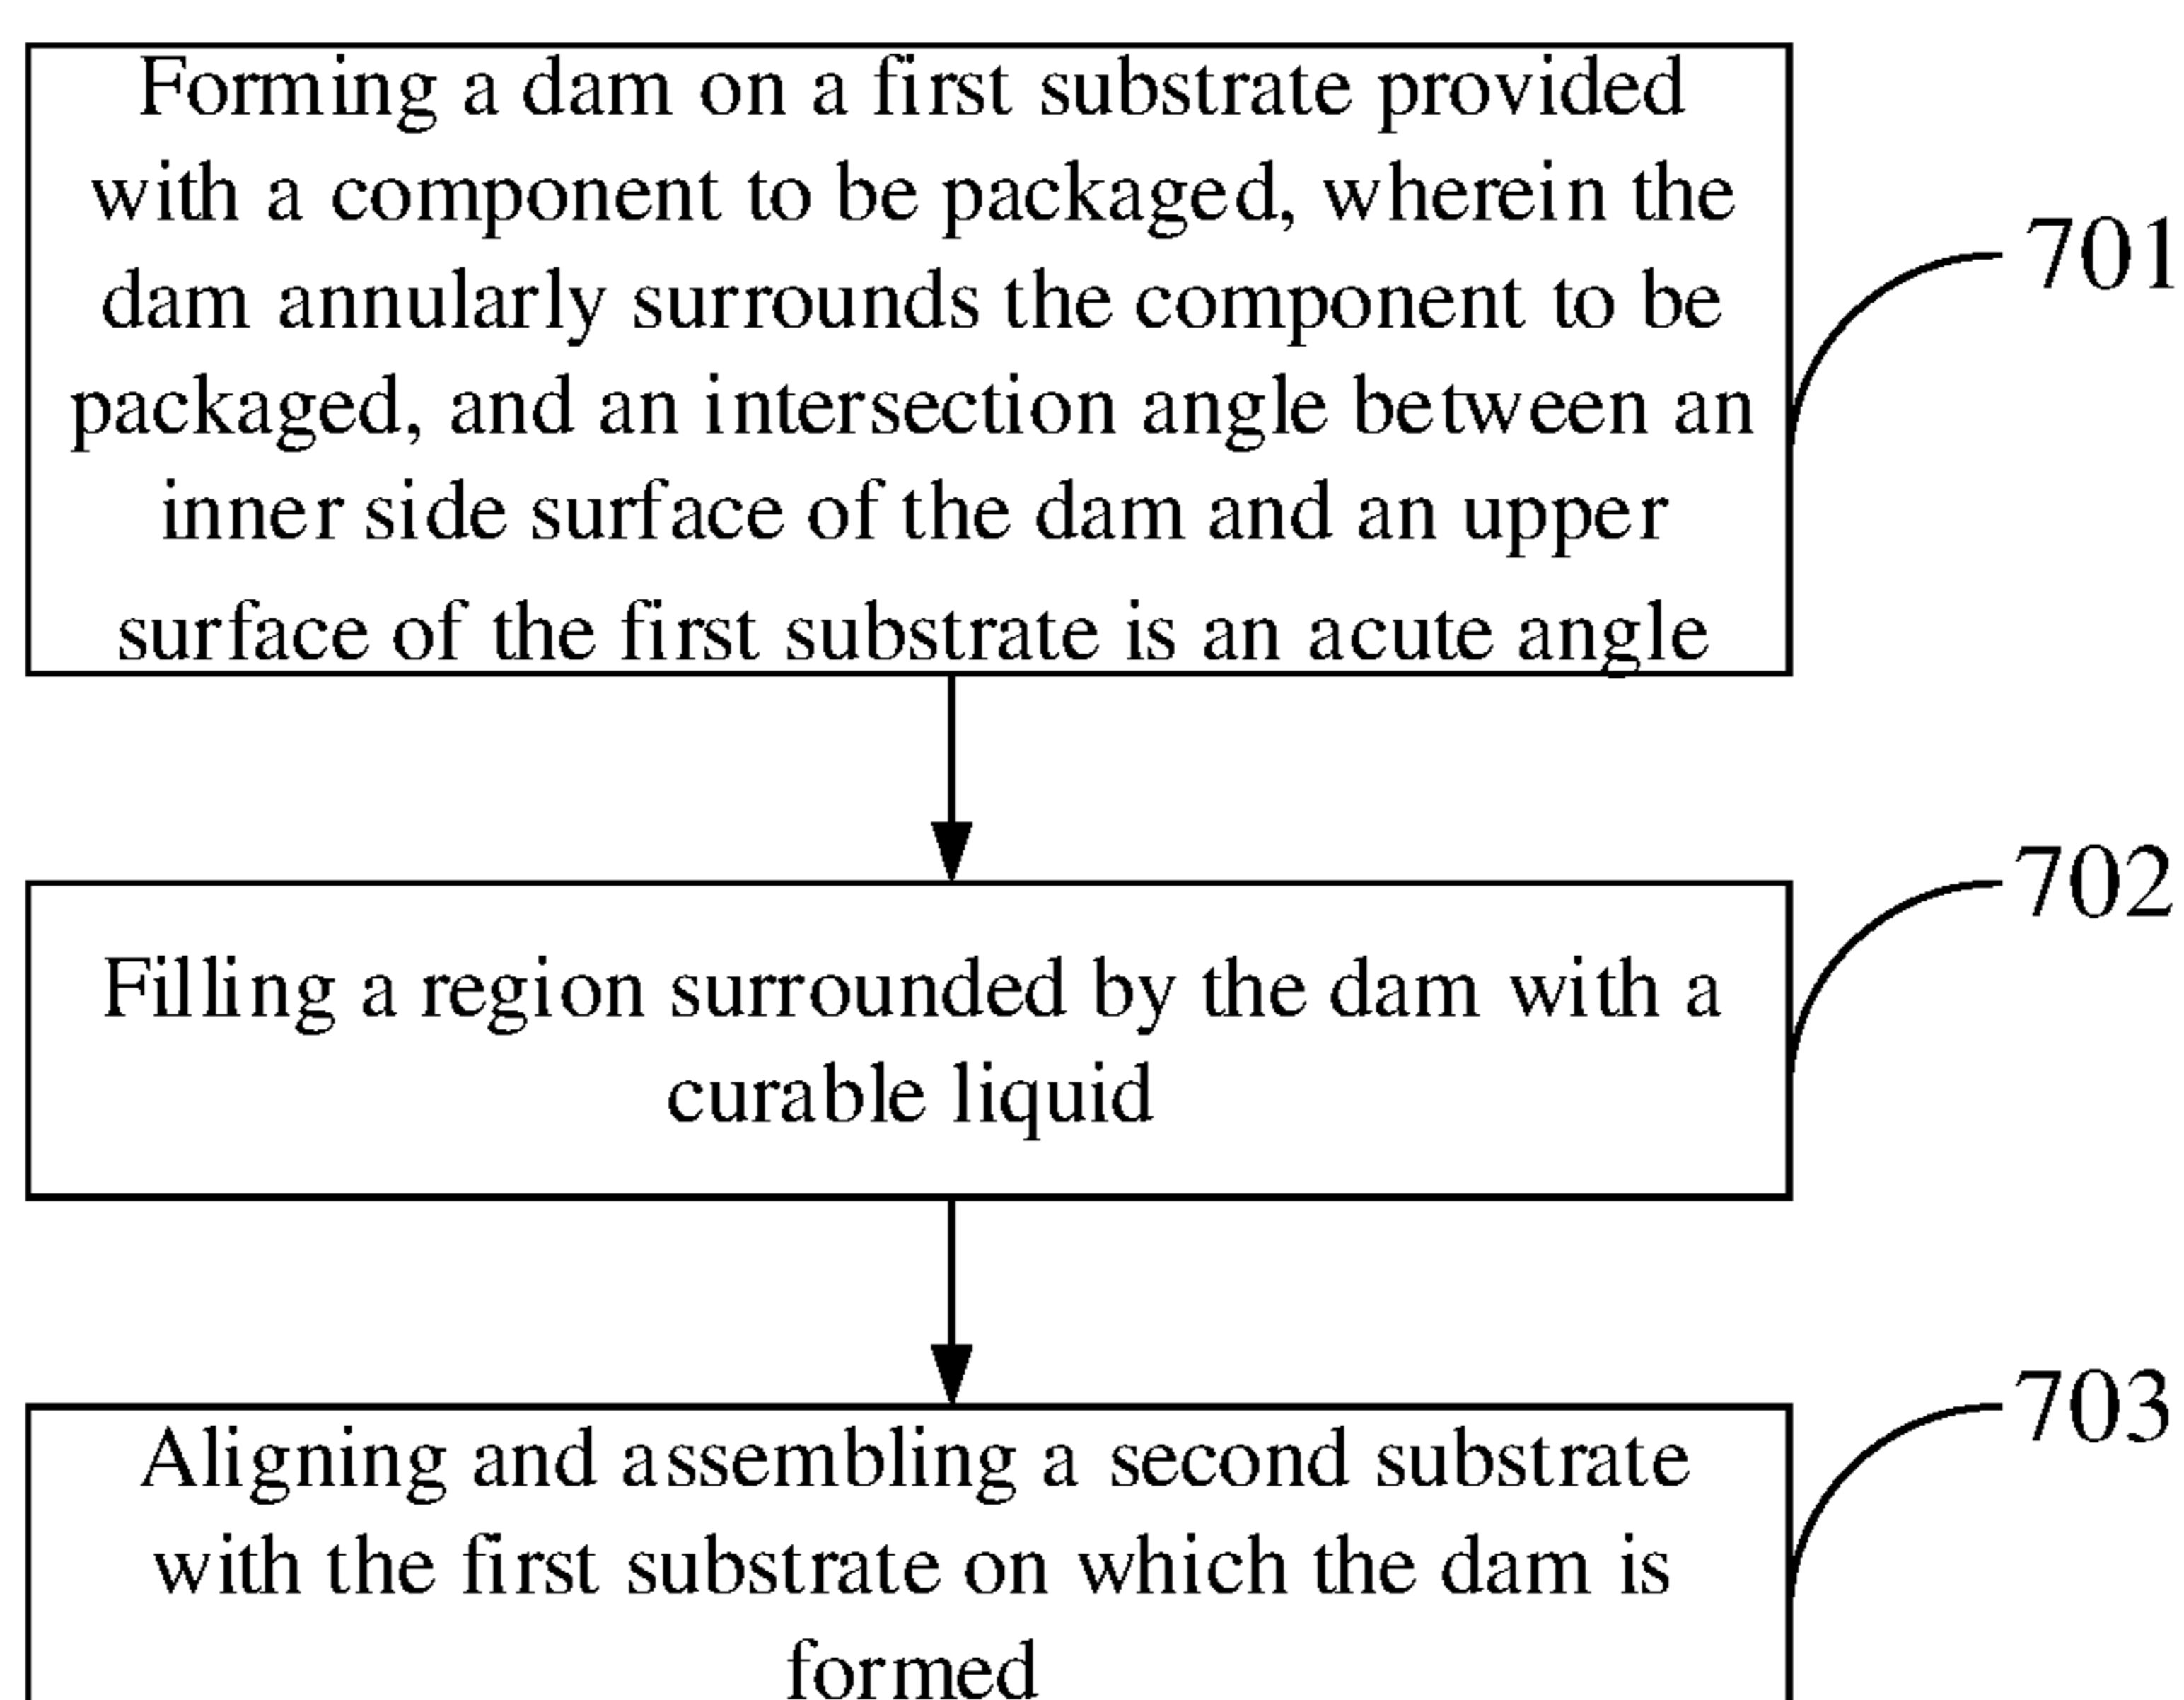 Forming a dam on a first substrate provided
with a component to be packaged, wherein the
dam annularly surrounds the component to be
packaged, and an intersection angle between an
inner side surface of the dam and an upper
surface of the first substrate is an acute angle
701
Filling a region surrounded by the dam with a
curable liquid
702
Aligning and assembling a second substrate
with the first substrate on which the dam is
formed
703